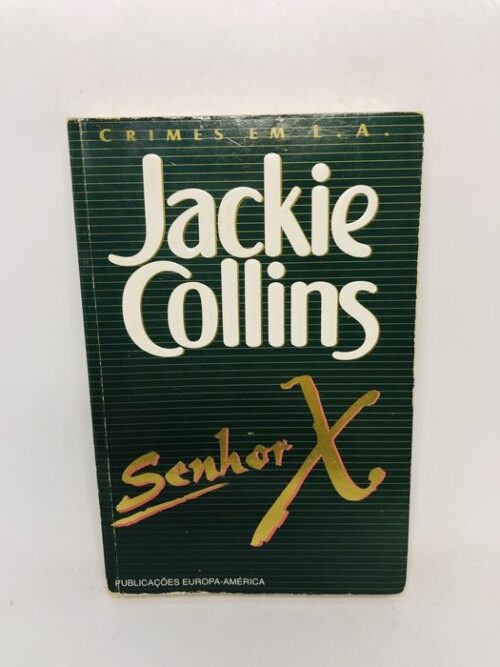 CRIMES EM L.A.
Jackie
Collins
Senhor X
PUBLICAÇÕES EUROPA-AMÉRICA